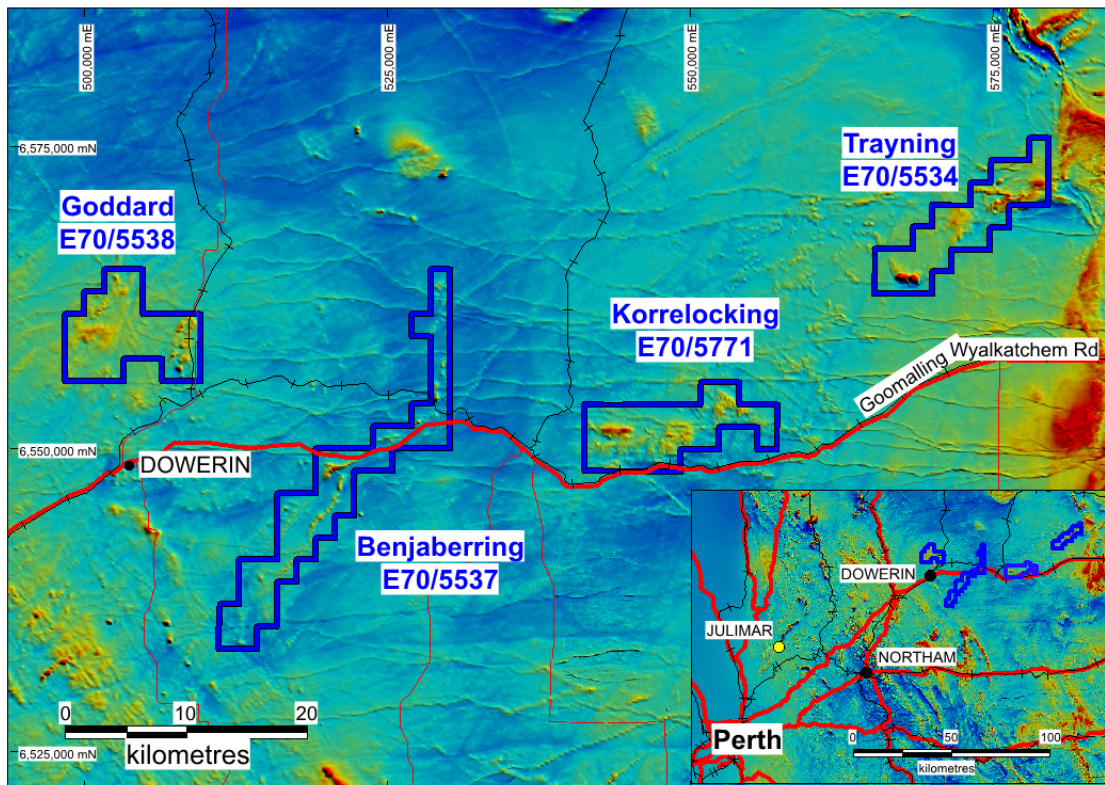 500,000 mE
525,000 mE
550,000 mE
575,000 mE
6,575,000 mN
Trayning
E70/5534
Goddard
E70/5538
Korrelocking
E70/5771
Goomalling Wyalkatchem Rd
6,550,000 mN
DOWERIN
Benjaberring
E70/5537
0 10 20
kilometres
6,525,000 mN
DOWERIN
JULIMAR
NORTHAM
Perth
0 50 100
kilometres